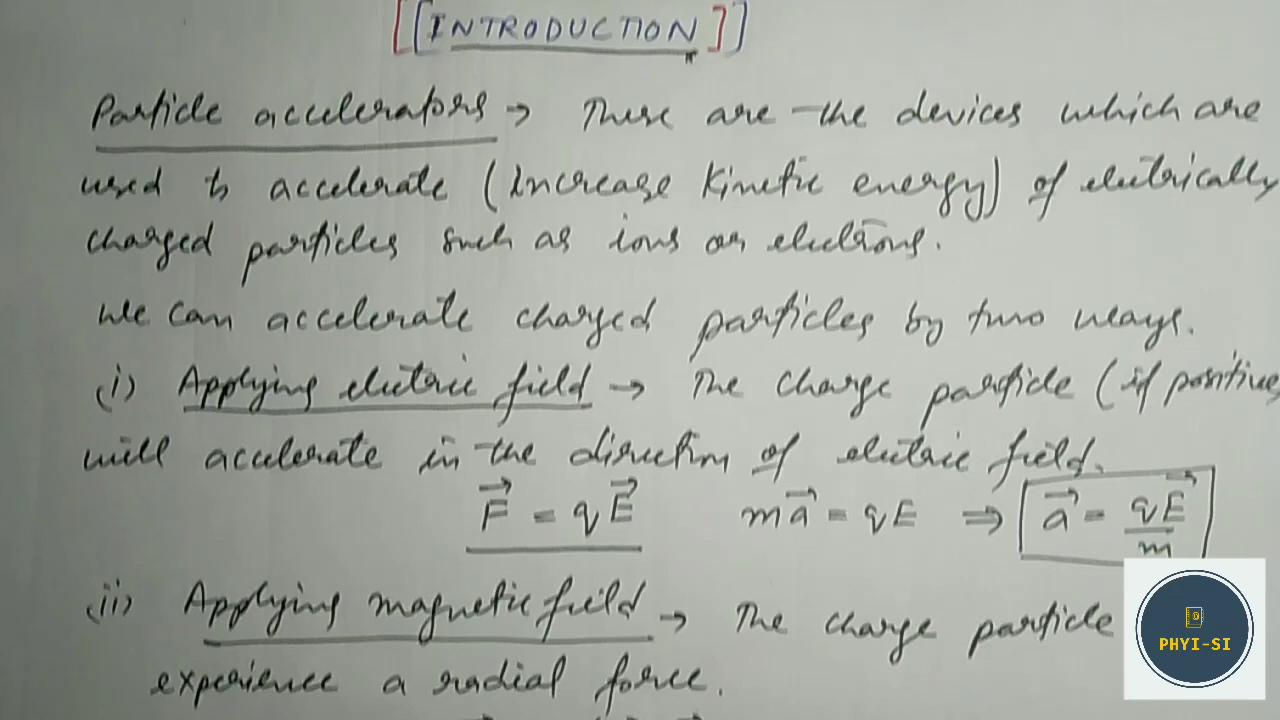 [[INTRODUCTION]]
Particle accelerators → These are the devices which are
used to accelerate (increase kinetic energy) of electrically
charged particles such as ions or electrons.
We can accelerate charged particles by two ways.
(i) Applying electric field → The charge particle (if positive
will accelerate in the direction of electric field.
F⃗ = qE⃗ ma⃗ = qE ⇒ a⃗ = qE⃗/m
(ii) Applying magnetic field → The charge particle
experience a radial force.
PHYI-SI